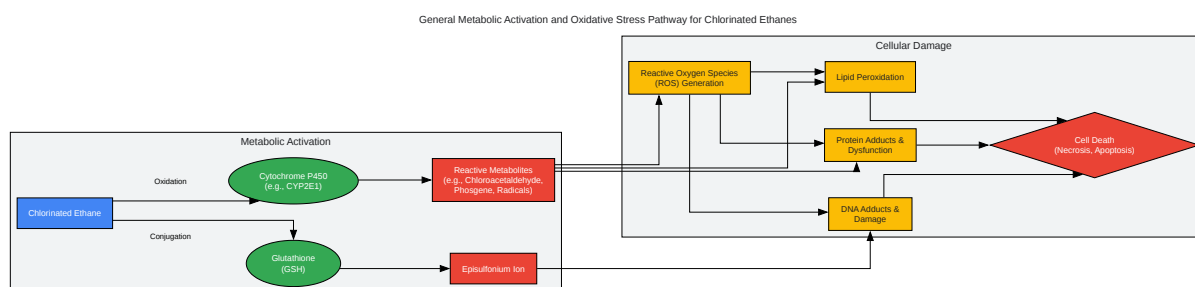 General Metabolic Activation and Oxidative Stress Pathway for Chlorinated Ethanes
Metabolic Activation
Chlorinated Ethane
Oxidation
Conjugation
Cytochrome P450
(e.g., CYP2E1)
Glutathione
(GSH)
Reactive Metabolites
(e.g., Chloroacetaldehyde,
Phosgene, Radicals)
Episulfonium Ion
Cellular Damage
Reactive Oxygen Species
(ROS) Generation
Lipid Peroxidation
Protein Adducts &
Dysfunction
DNA Adducts &
Damage
Cell Death
(Necrosis, Apoptosis)